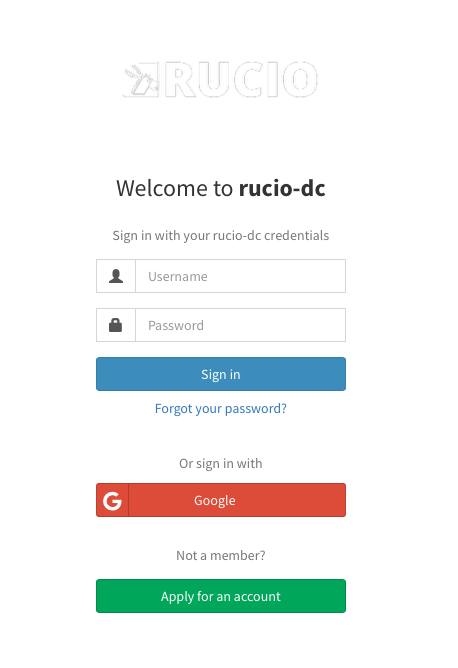 RUCIO
Welcome to rucio-dc
Sign in with your rucio-dc credentials
Username
Password
Sign in
Forgot your password?
Or sign in with
G Google
Not a member?
Apply for an account